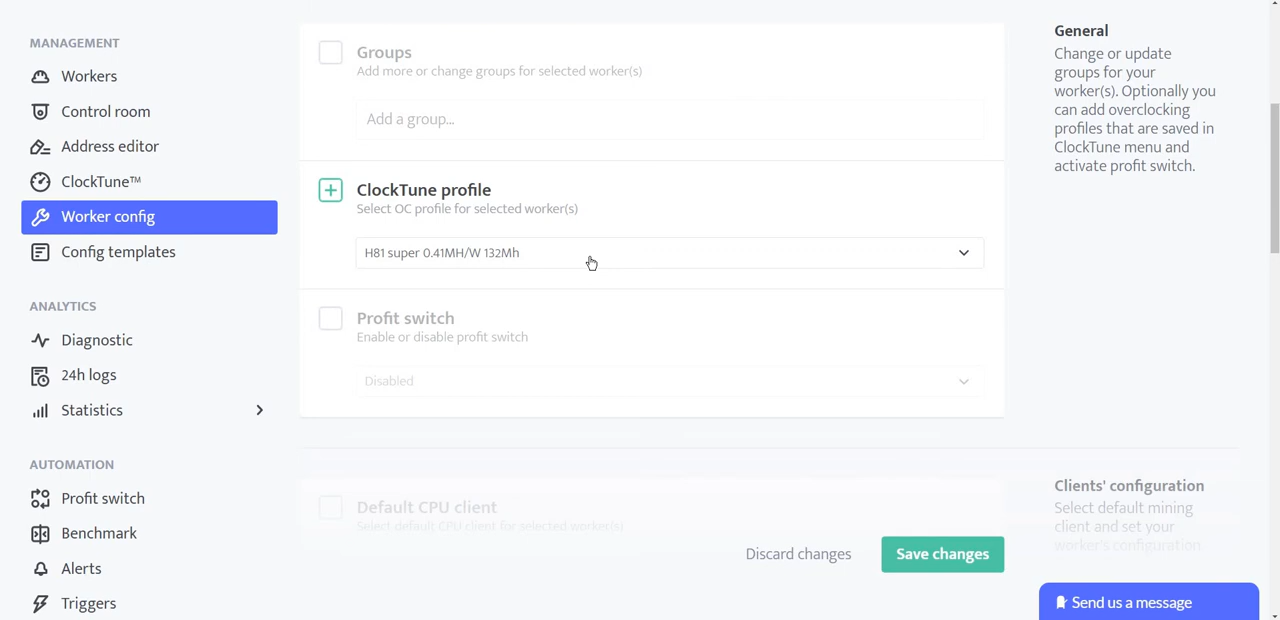 MANAGEMENT
Workers
Control room
Address editor
ClockTune™
Worker config
Config templates
ANALYTICS
Diagnostic
24h logs
Statistics
AUTOMATION
Profit switch
Benchmark
Alerts
Triggers
Groups
Add more or change groups for selected worker(s)
Add a group...
ClockTune profile
Select OC profile for selected worker(s)
H81 super 0.41MH/W 132Mh
Profit switch
Enable or disable profit switch
Disabled
Default CPU client
Select default CPU client for selected worker(s)
Discard changes
Save changes
General
Change or update
groups for your
worker(s). Optionally you
can add overclocking
profiles that are saved in
ClockTune menu and
activate profit switch.
Clients' configuration
Select default mining
client and set your
worker's configuration.
Send us a message